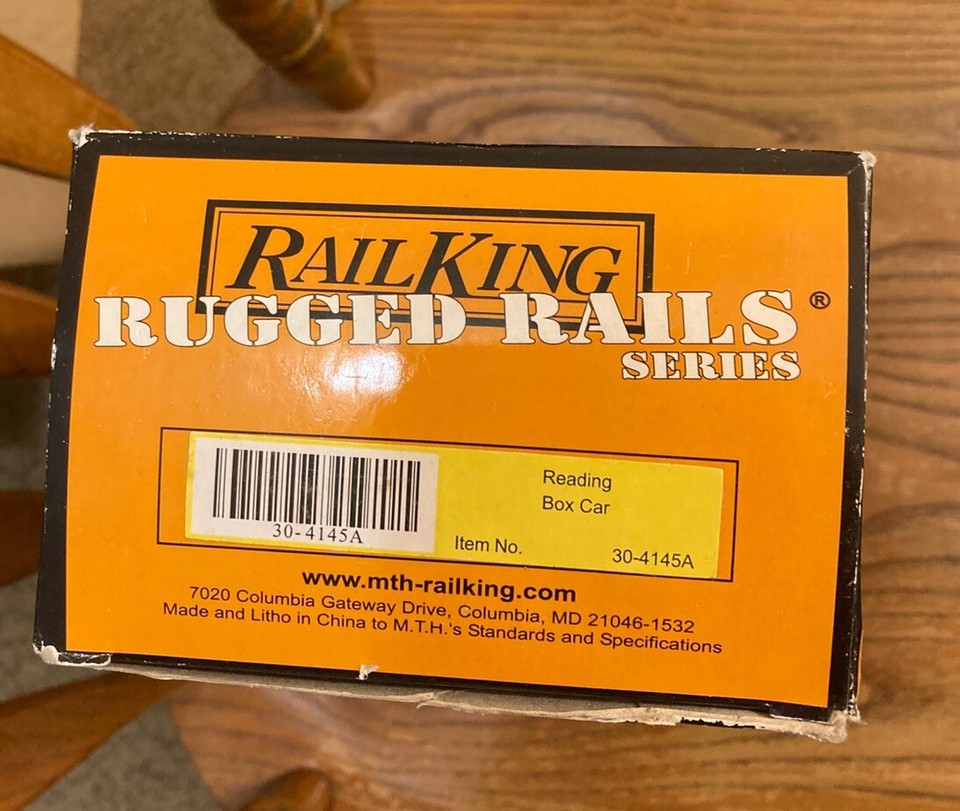 RAILKING
RUGGED RAILS ®
SERIES
Reading
Box Car
30-4145A
Item No. 30-4145A
www.mth-railking.com
7020 Columbia Gateway Drive, Columbia, MD 21046-1532
Made and Litho in China to M.T.H.'s Standards and Specifications